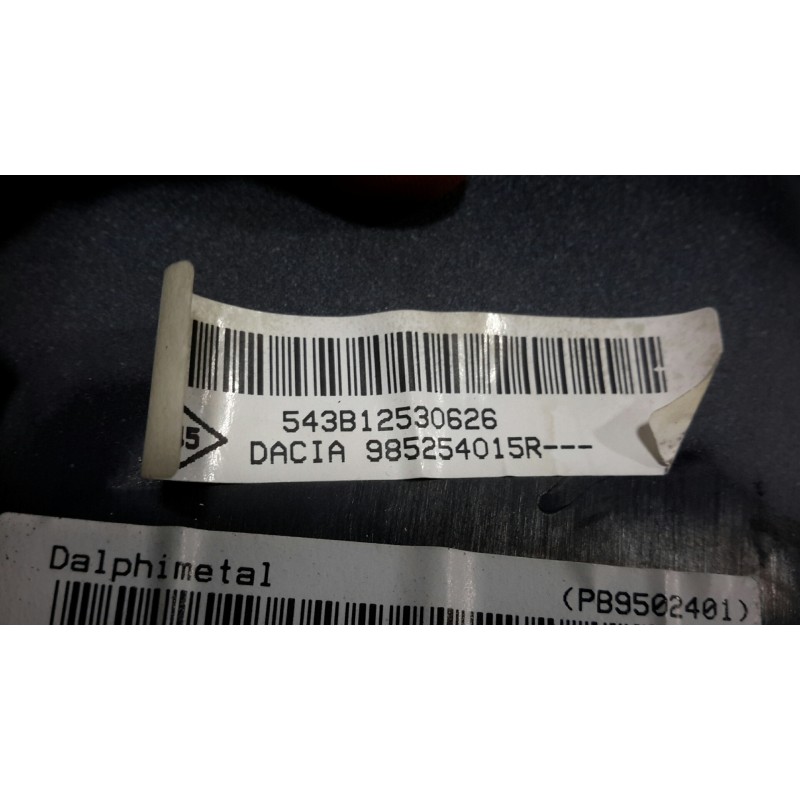 543B12530626
DACIA 985254015R---
Dalphimetal
(PB9502401)